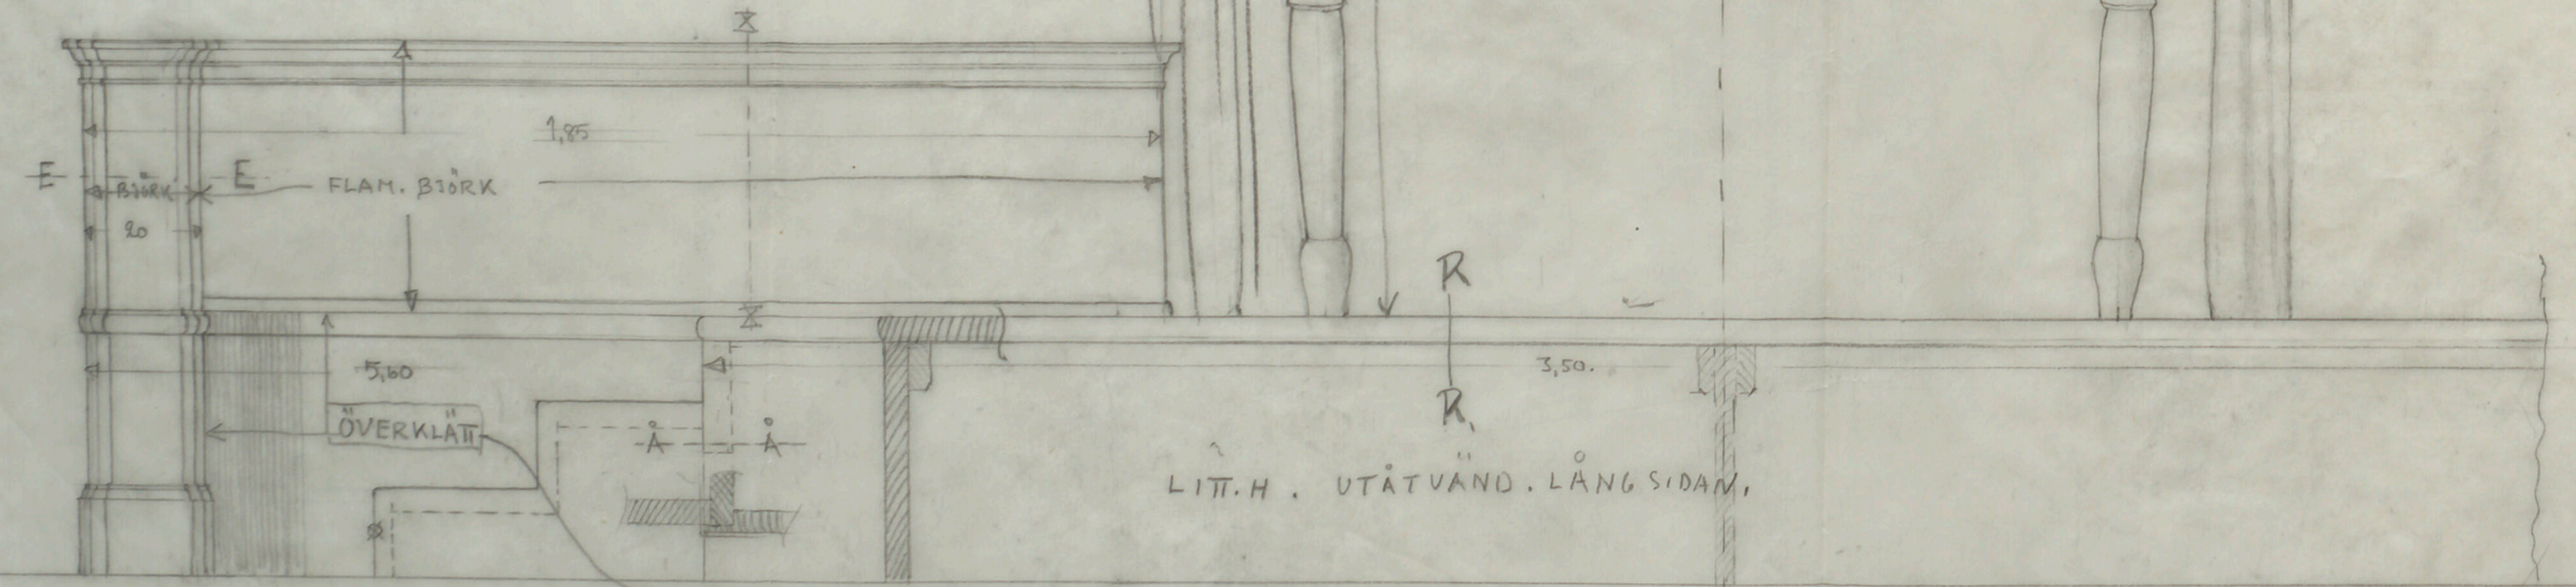 1,85
E BJÖRK E FLAM. BJÖRK
20
R
5,60
3,50.
ÖVERKLÄTT
R.
Å Å
LITT. H. UTÅTVÄND. LÅNGSIDAN.